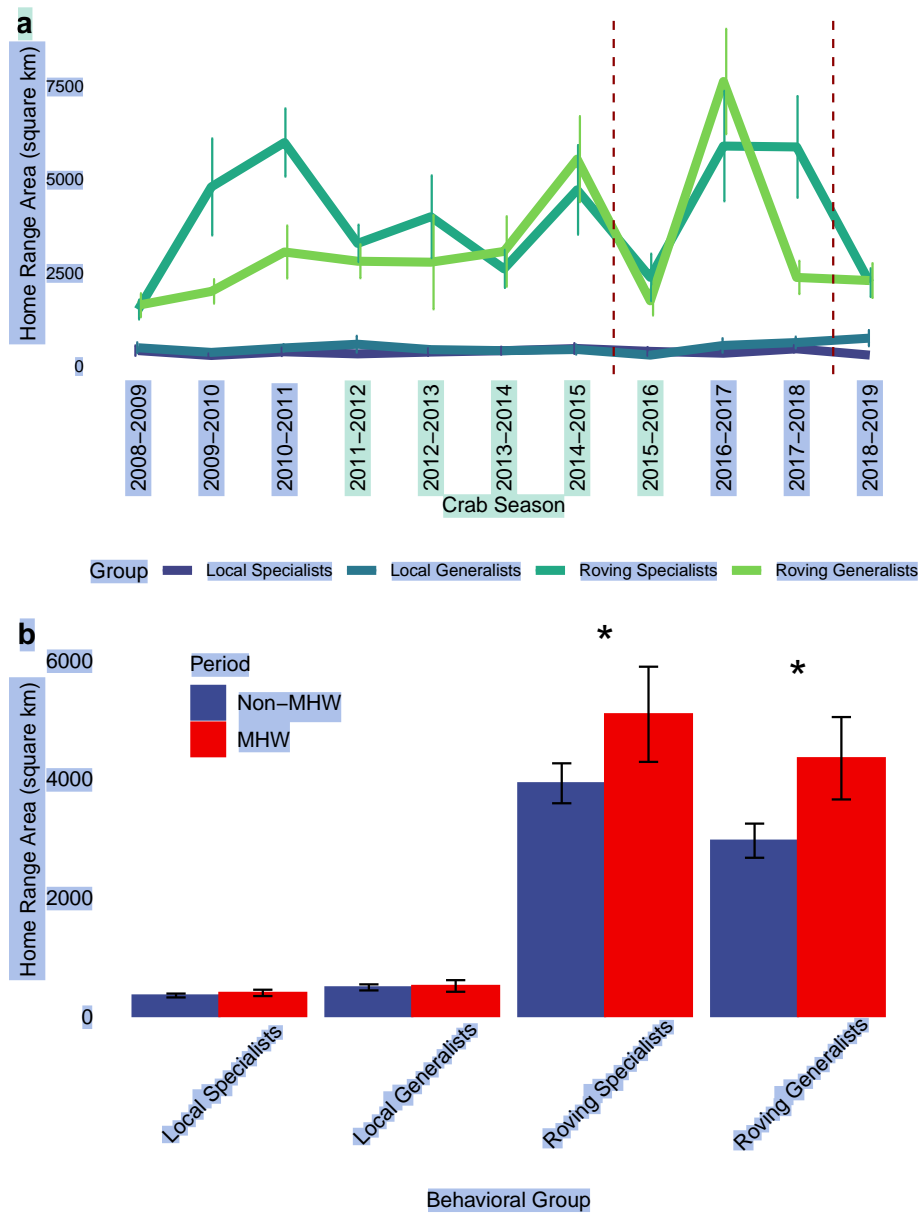 a
Home Range Area (square km)
7500
5000
2500
0
2008−2009
2009−2010
2010−2011
2011−2012
2012−2013
2013−2014
2014−2015
2015−2016
2016−2017
2017−2018
2018−2019
Crab Season
Group Local Specialists Local Generalists Roving Specialists Roving Generalists
b
Home Range Area (square km)
6000
4000
2000
0
Period
Non−MHW
MHW
*
*
Local Specialists
Local Generalists
Roving Specialists
Roving Generalists
Behavioral Group